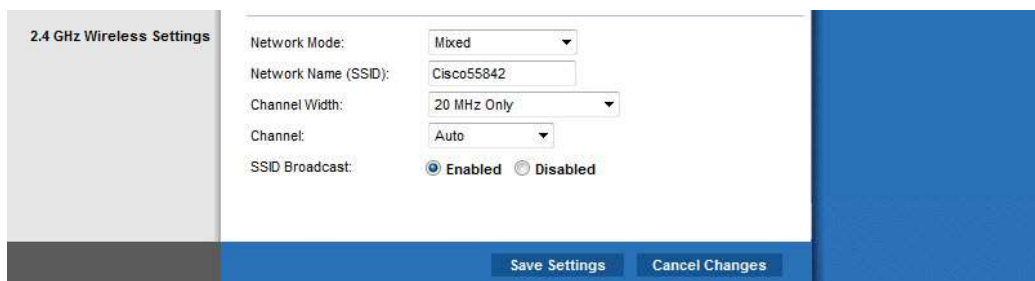 2.4 GHz Wireless Settings
Network Mode: Mixed
Network Name (SSID): Cisco55842
Channel Width: 20 MHz Only
Channel: Auto
SSID Broadcast: Enabled Disabled
Save Settings Cancel Changes